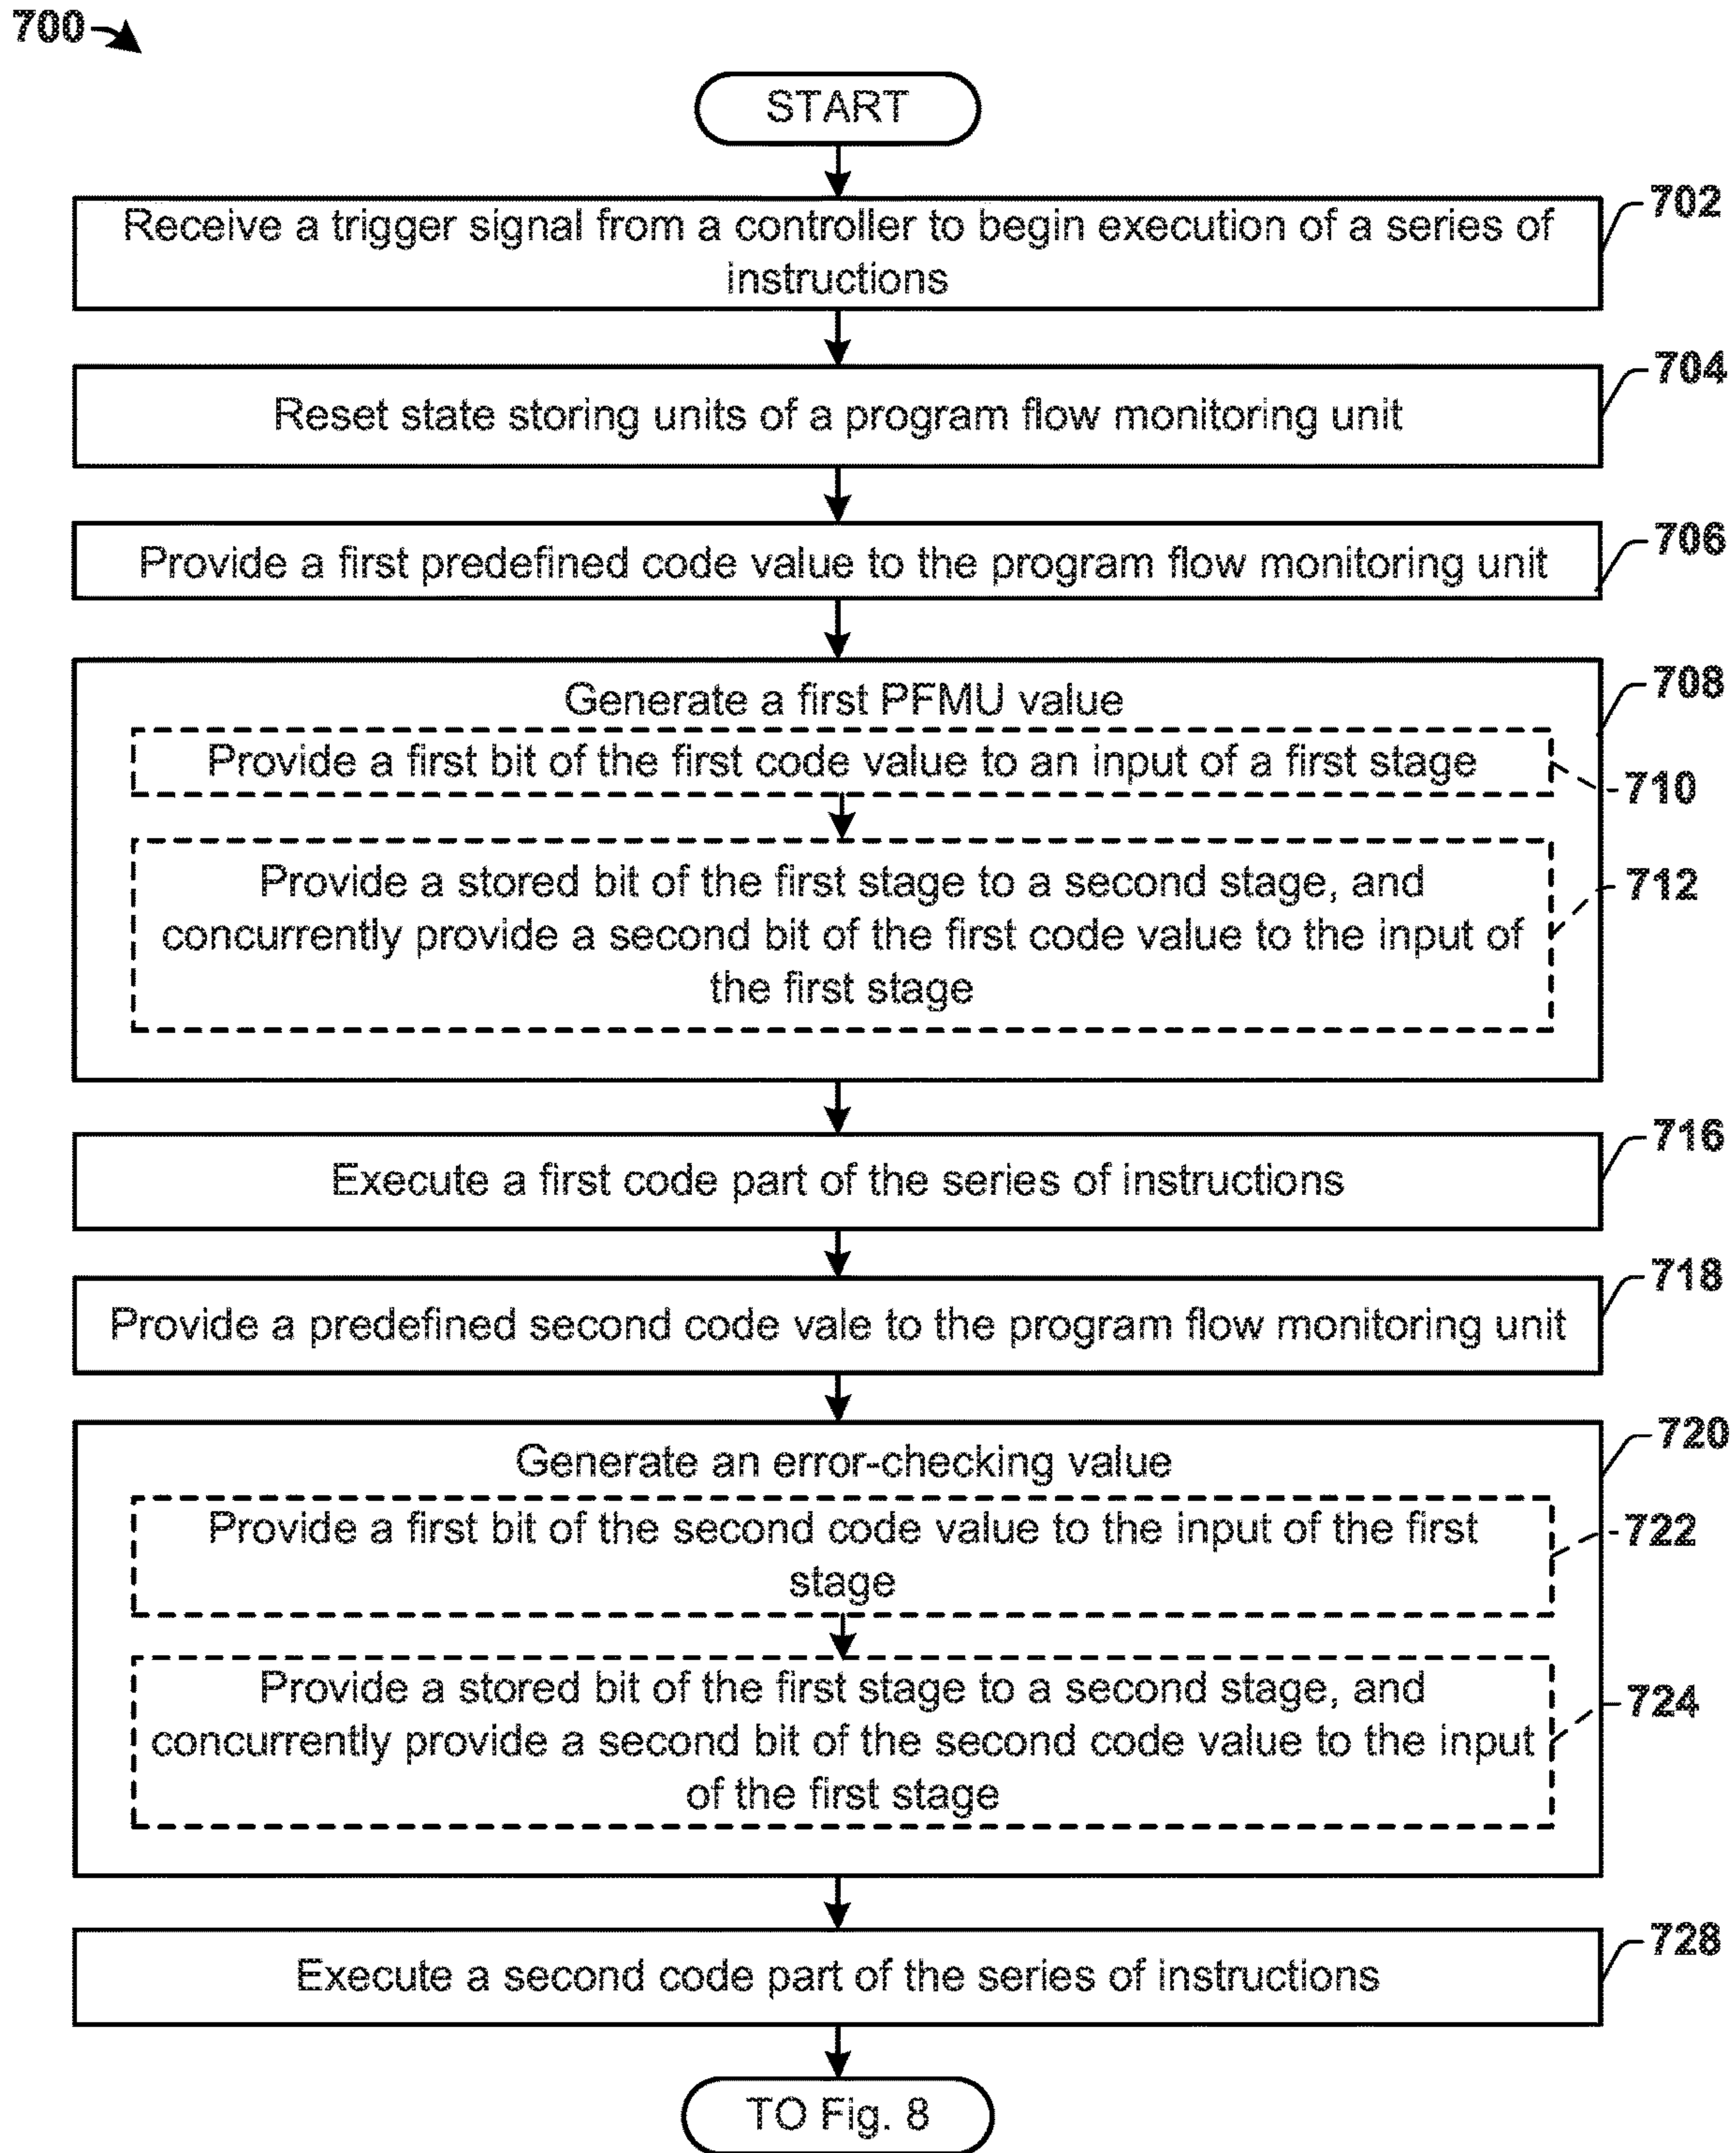 700
START
702
Receive a trigger signal from a controller to begin execution of a series of
instructions
704
Reset state storing units of a program flow monitoring unit
706
Provide a first predefined code value to the program flow monitoring unit
708
Generate a first PFMU value
Provide a first bit of the first code value to an input of a first stage
710
Provide a stored bit of the first stage to a second stage, and
712
concurrently provide a second bit of the first code value to the input of
the first stage
716
Execute a first code part of the series of instructions
718
Provide a predefined second code vale to the program flow monitoring unit
720
Generate an error-checking value
Provide a first bit of the second code value to the input of the first
722
stage
Provide a stored bit of the first stage to a second stage, and
724
concurrently provide a second bit of the second code value to the input
of the first stage
728
Execute a second code part of the series of instructions
TO Fig. 8